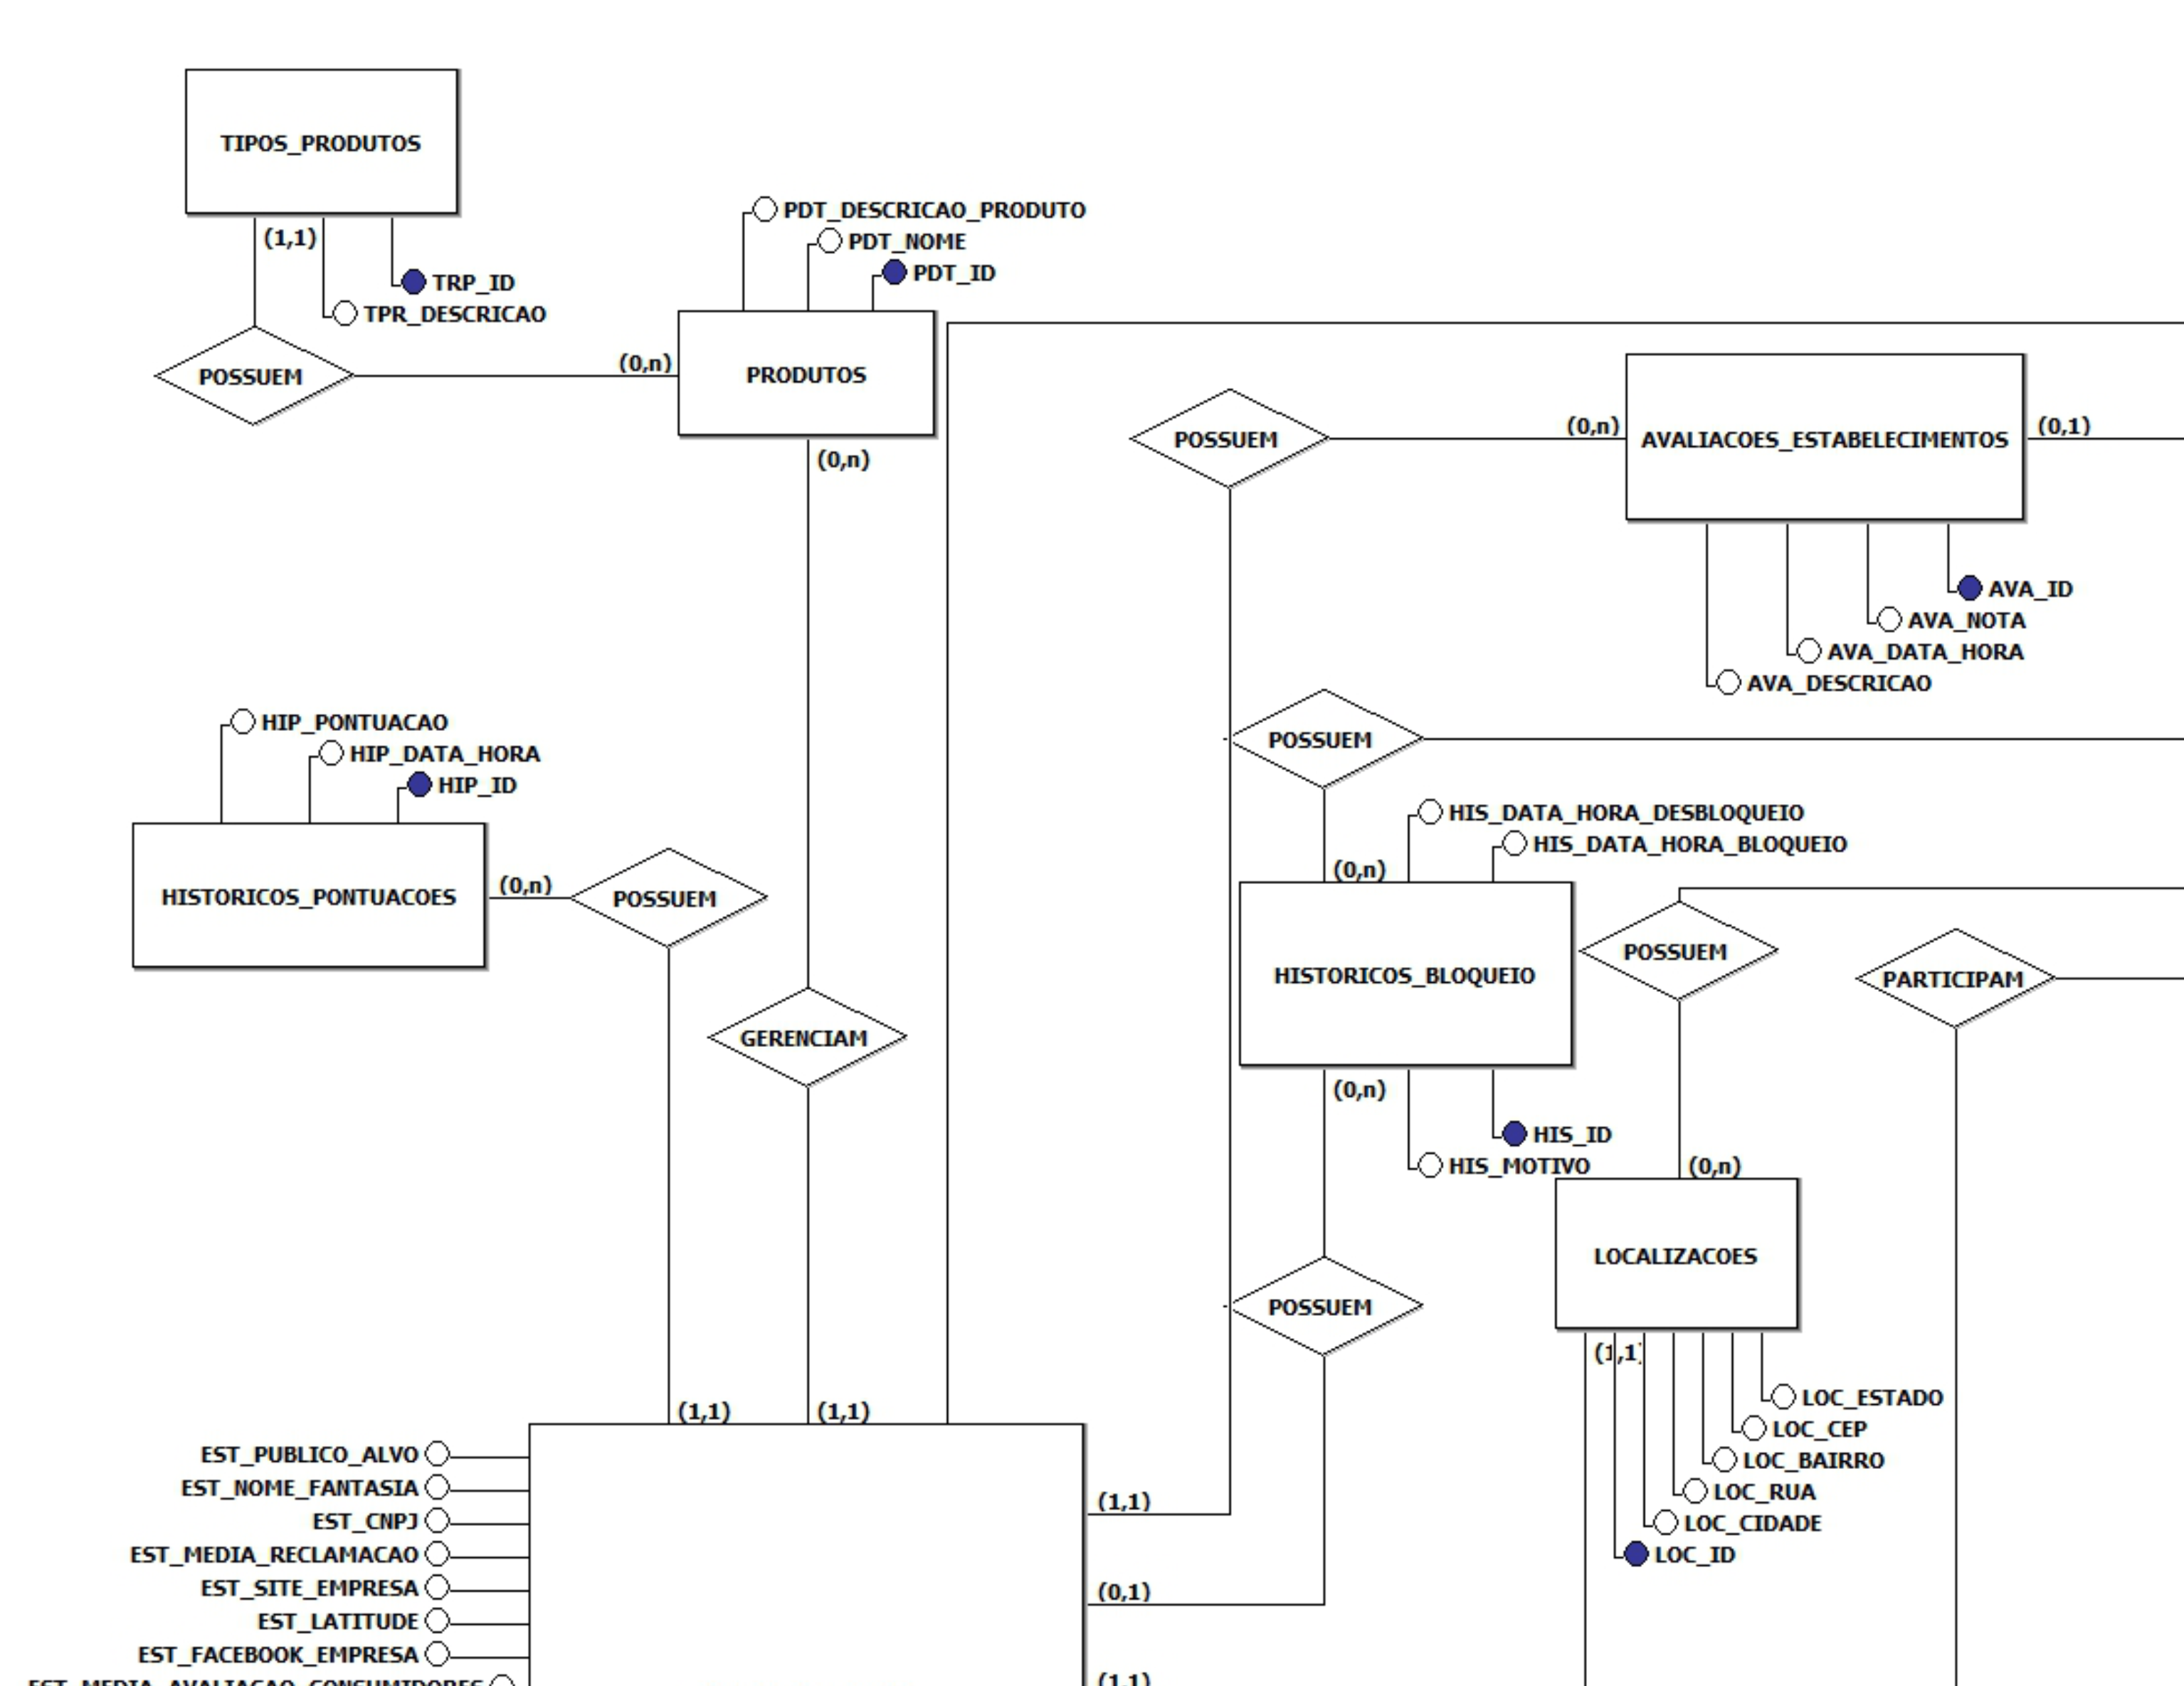 TIPOS_PRODUTOS
(1,1)
TRP_ID
TPR_DESCRICAO
POSSUEM
(0,n)
PDT_DESCRICAO_PRODUTO
PDT_NOME
PDT_ID
PRODUTOS
(0,n)
POSSUEM
(0,n)
AVALIACOES_ESTABELECIMENTOS
(0,1)
AVA_ID
AVA_NOTA
AVA_DATA_HORA
AVA_DESCRICAO
HIP_PONTUACAO
HIP_DATA_HORA
HIP_ID
HISTORICOS_PONTUACOES
(0,n)
POSSUEM
GERENCIAM
POSSUEM
HIS_DATA_HORA_DESBLOQUEIO
HIS_DATA_HORA_BLOQUEIO
(0,n)
HISTORICOS_BLOQUEIO
(0,n)
HIS_ID
HIS_MOTIVO
POSSUEM
PARTICIPAM
(0,n)
LOCALIZACOES
(1,1)
LOC_ESTADO
LOC_CEP
LOC_BAIRRO
LOC_RUA
LOC_CIDADE
LOC_ID
POSSUEM
(1,1)
(1,1)
EST_PUBLICO_ALVO
EST_NOME_FANTASIA
EST_CNPJ
EST_MEDIA_RECLAMACAO
EST_SITE_EMPRESA
EST_LATITUDE
EST_FACEBOOK_EMPRESA
EST_MEDIA_AVALIACAO_CONSUMIDORES
(1,1)
(0,1)
(1,1)